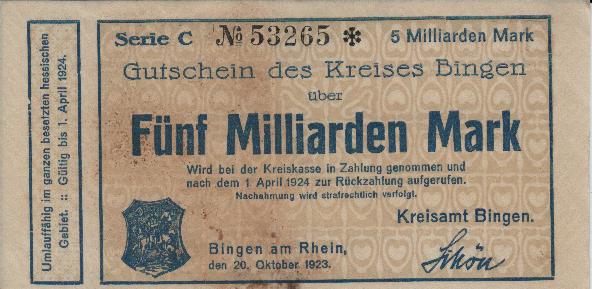 Serie C № 53265 ✻ 5 Milliarden Mark
Gutschein des Kreises Bingen
über
Fünf Milliarden Mark
Wird bei der Kreiskasse in Zahlung genommen und
nach dem 1 April 1924 zur Rückzahlung aufgerufen.
Nachahmung wird strafrechtlich verfolgt.
Kreisamt Bingen.
Bingen am Rhein,
den 20. Oktober 1923.
Schön
Umlauffähig im ganzen besetzten hessischen
Gebiet. :: Gültig bis 1. April 1924.